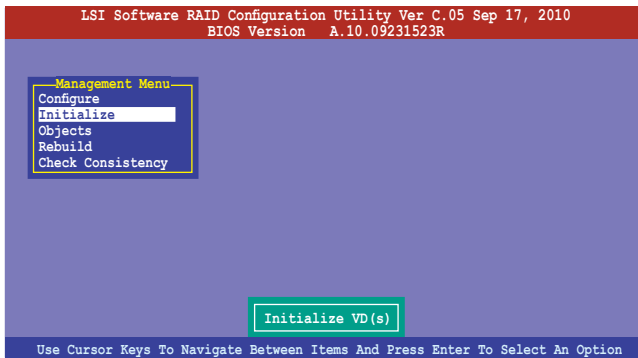 LSI Software RAID Configuration Utility Ver C.05 Sep 17, 2010
BIOS Version A.10.09231523R
Management Menu
Configure
Initialize
Objects
Rebuild
Check Consistency
Initialize VD(s)
Use Cursor Keys To Navigate Between Items And Press Enter To Select An Option